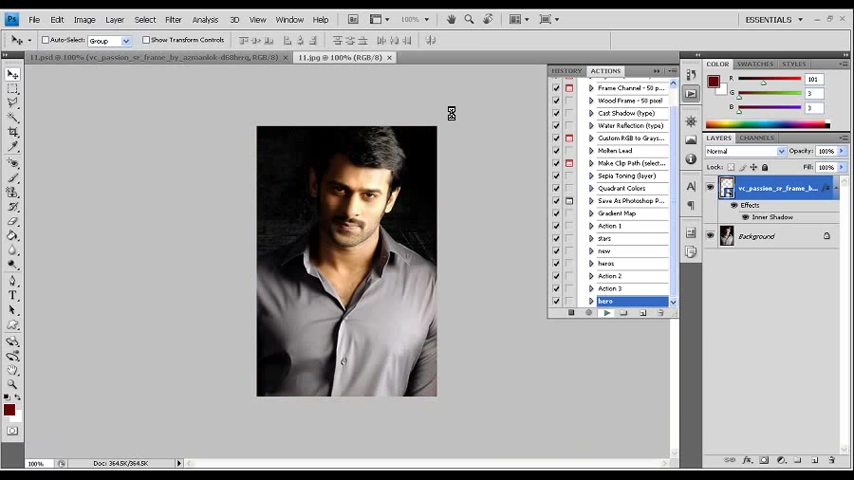 Ps File Edit Image Layer Select Filter Analysis 3D View Window Help Br 100% ESSENTIALS
Auto-Select: Group Show Transform Controls
11.psd @ 100% (vc_passion_sr_frame_by_azmanlok-d68herq, RGB/8) × 11.jpg @ 100% (RGB/8) ×
HISTORY ACTIONS
Frame Channel - 50 p...
Wood Frame - 50 pixel
Cast Shadow (type)
Water Reflection (type)
Custom RGB to Grays...
Molten Lead
Make Clip Path (select...
Sepia Toning (layer)
Quadrant Colors
Save As Photoshop P...
Gradient Map
Action 1
stars
new
heros
Action 2
Action 3
hero
COLOR SWATCHES STYLES
R 101
G 3
B 3
LAYERS CHANNELS
Normal Opacity: 100%
Lock: Fill: 100%
vc_passion_sr_frame_b... fx
Effects
Inner Shadow
Background
100% Doc: 364.5K/364.5K